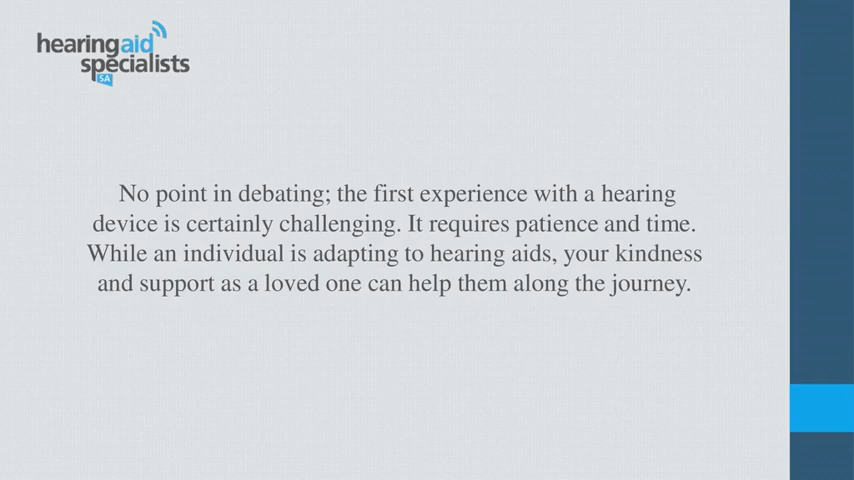 hearingaid
specialists
SA
No point in debating; the first experience with a hearing
device is certainly challenging. It requires patience and time.
While an individual is adapting to hearing aids, your kindness
and support as a loved one can help them along the journey.